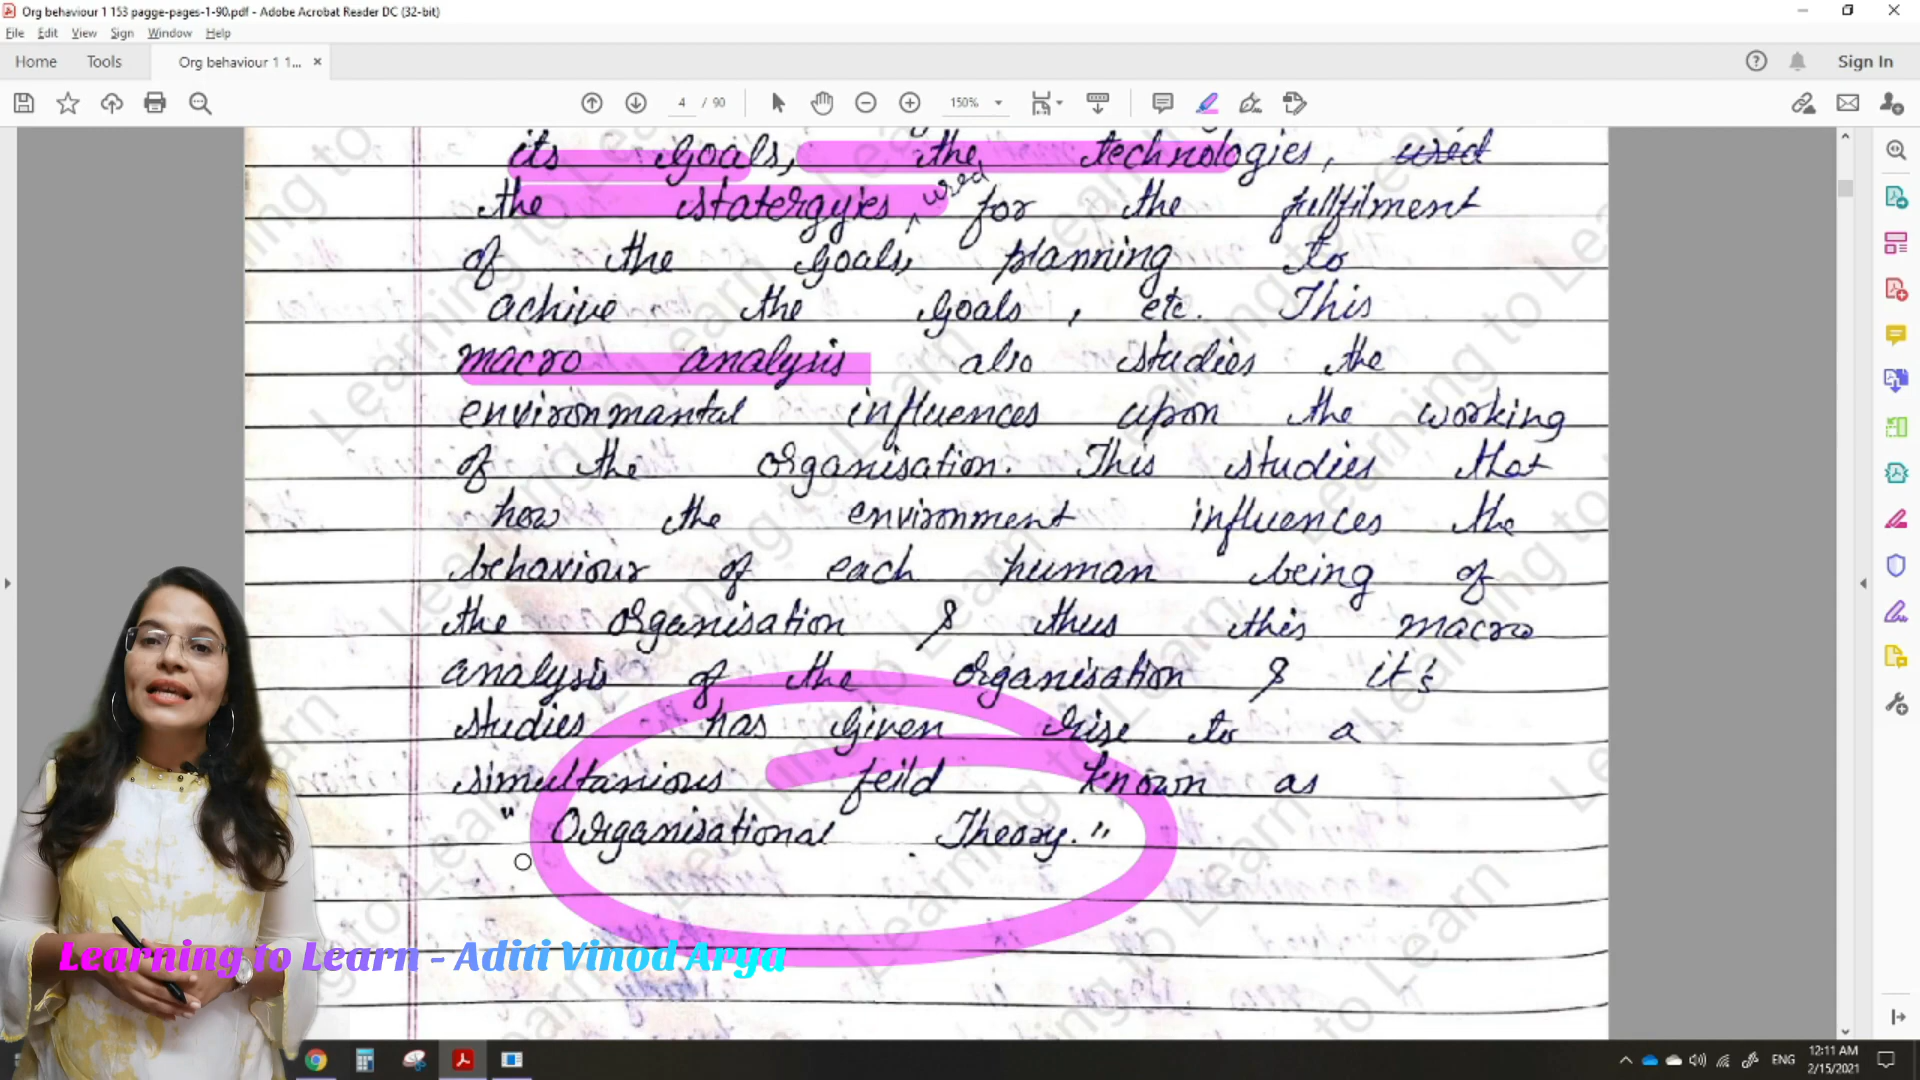 Org behaviour 1 153 pagge-pages-1-90.pdf - Adobe Acrobat Reader DC (32-bit)
File Edit View Sign Window Help
Home Tools Org behaviour 1 1... × Sign In
4 / 90 150%
its Goals, the technologies, used
the statergyies used for the fullfilment
of the Goals, planning to
achive the Goals, etc. This
macro analysis also studies the
environmantal influences upon the working
of the Organisation. This studies that
how the environment influences the
behaviour of each human being of
the Organisation & thus this macro
analysis of the Organisation & it's
studies has given rise to a
simultanious feild known as
"Organisational Theory."
Learning to Learn - Aditi Vinod Arya
ENG 12:11 AM
2/15/2021
Learning to Learn